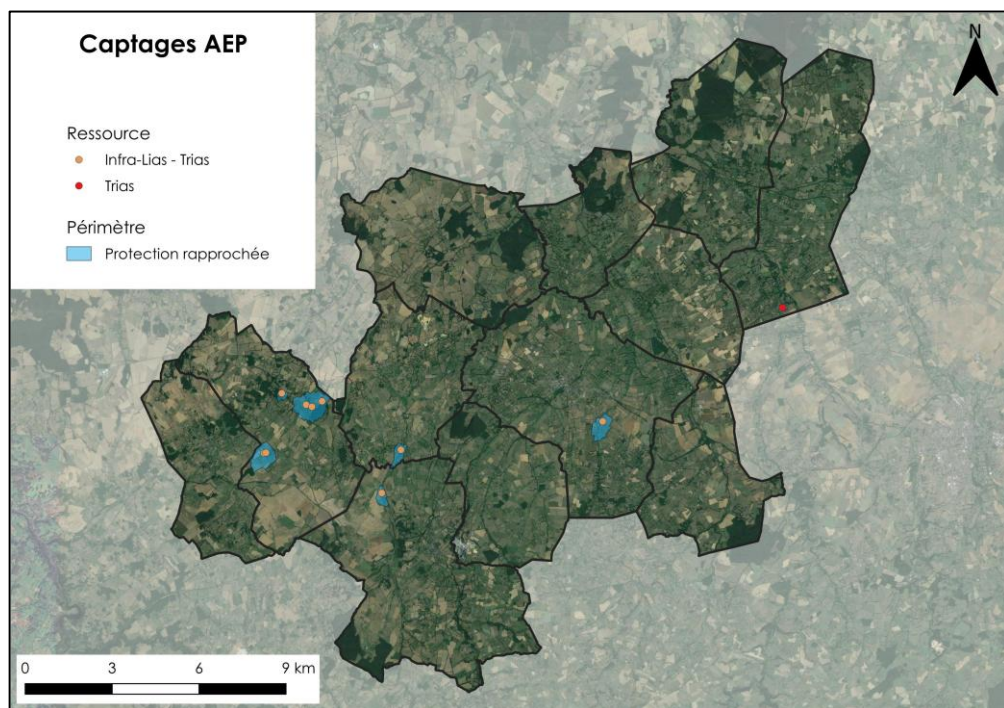 Captages AEP
Ressource
Infra-Lias - Trias
Trias
Périmètre
Protection rapprochée
N
0 3 6 9 km